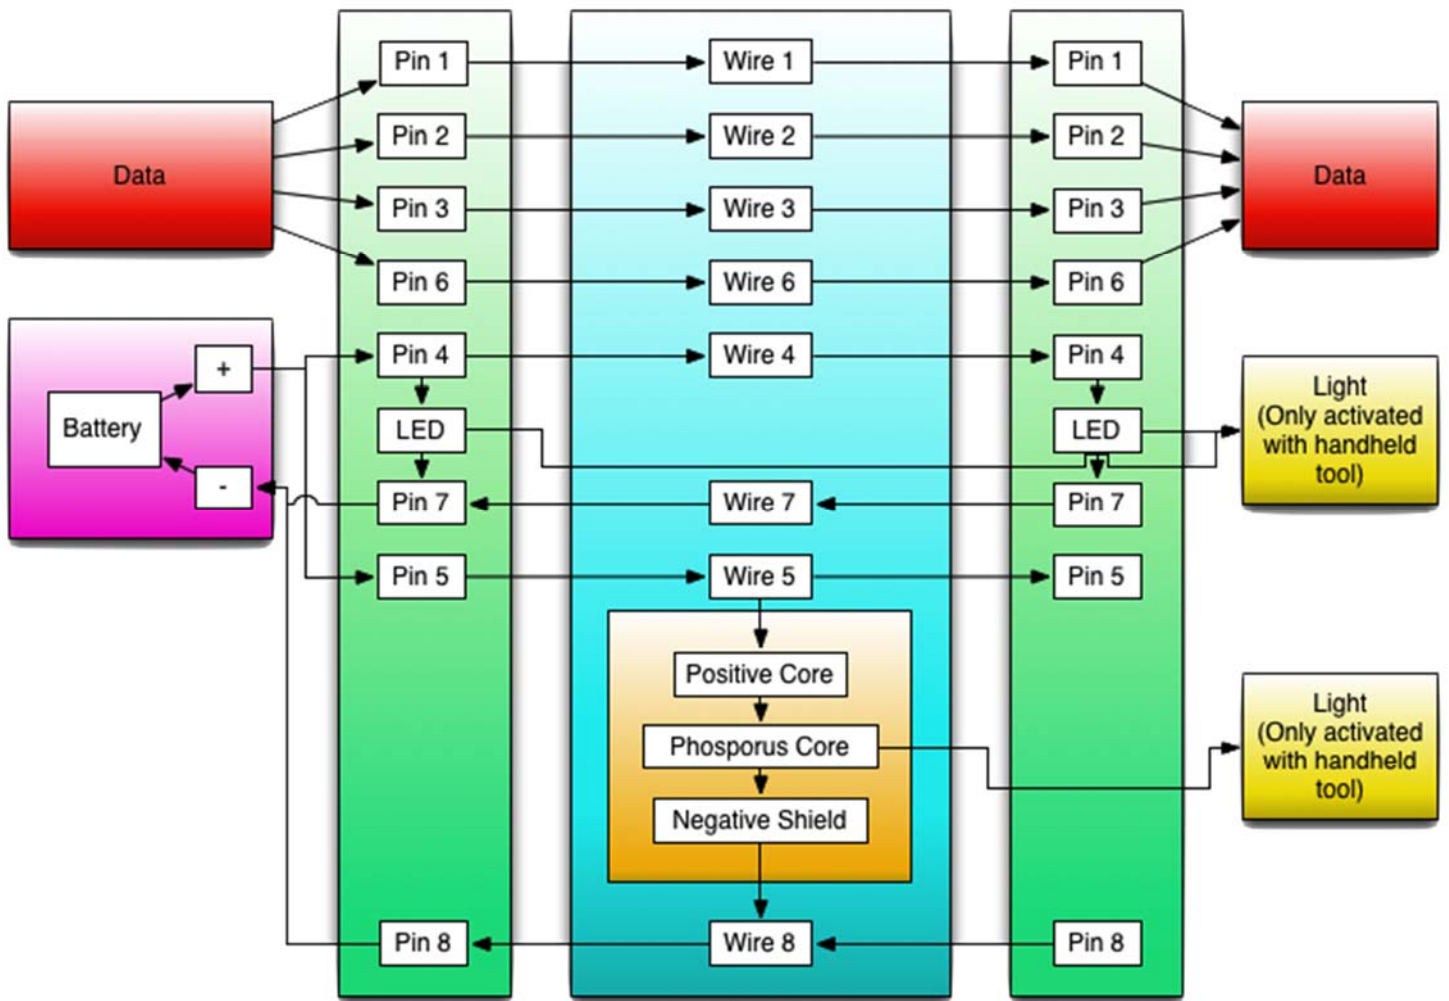 Pin 1
Wire 1
Pin 1
Pin 2
Wire 2
Pin 2
Data
Data
Pin 3
Wire 3
Pin 3
Pin 6
Wire 6
Pin 6
Pin 4
Wire 4
Pin 4
+
Battery
-
LED
LED
Light
(Only activated
with handheld
tool)
Pin 7
Wire 7
Pin 7
Pin 5
Wire 5
Pin 5
Positive Core
Phosporus Core
Negative Shield
Light
(Only activated
with handheld
tool)
Pin 8
Wire 8
Pin 8